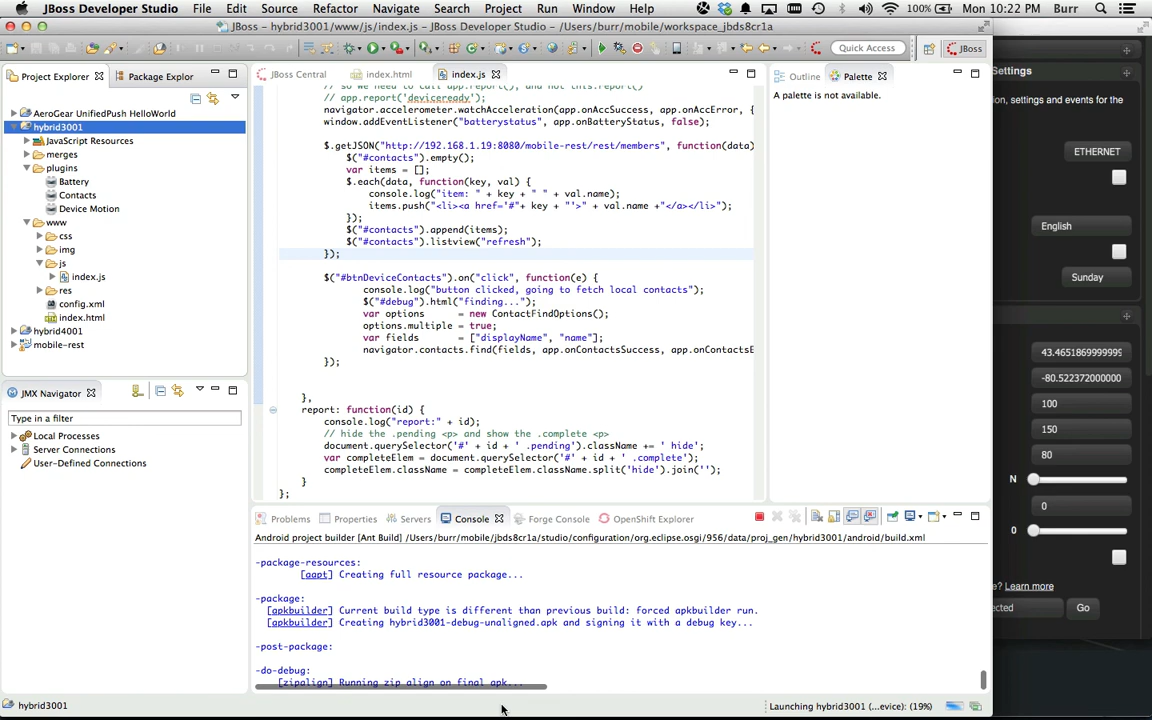 JBoss Developer Studio File Edit Source Refactor Navigate Search Project Run Window Help 100% Mon 10:22 PM Burr
JBoss – hybrid3001/www/js/index.js – JBoss Developer Studio – /Users/burr/mobile/workspace_jbds8cr1a
Quick Access JBoss
Project Explorer Package Explorer
AeroGear UnifiedPush HelloWorld
hybrid3001
JavaScript Resources
merges
plugins
Battery
Contacts
Device Motion
www
css
img
js
index.js
res
config.xml
index.html
hybrid4001
mobile-rest
JMX Navigator
Type in a filter
Local Processes
Server Connections
User-Defined Connections
JBoss Central index.html index.js
// so we need to call app.report(), and not this.report()
// app.report('deviceready');
navigator.accelerometer.watchAcceleration(app.onAccSuccess, app.onAccError, {
window.addEventListener("batterystatus", app.onBatteryStatus, false);
$.getJSON("http://192.168.1.19:8080/mobile-rest/rest/members", function(data)
$("#contacts").empty();
var items = [];
$.each(data, function(key, val) {
console.log("item: " + key + " " + val.name);
items.push("<li><a href='#"+ key + "'>" + val.name +"</a></li>");
});
$("#contacts").append(items);
$("#contacts").listview("refresh");
});
$("#btnDeviceContacts").on("click", function(e) {
console.log("button clicked, going to fetch local contacts");
$("#debug").html("finding...");
var options = new ContactFindOptions();
options.multiple = true;
var fields = ["displayName", "name"];
navigator.contacts.find(fields, app.onContactsSuccess, app.onContactsE
});
},
report: function(id) {
console.log("report:" + id);
// hide the .pending <p> and show the .complete <p>
document.querySelector('#' + id + ' .pending').className += ' hide';
var completeElem = document.querySelector('#' + id + ' .complete');
completeElem.className = completeElem.className.split('hide').join('');
}
};
Outline Palette
A palette is not available.
Problems Properties Servers Console Forge Console OpenShift Explorer
Android project builder [Ant Build] /Users/burr/mobile/jbds8cr1a/studio/configuration/org.eclipse.osgi/956/data/proj_gen/hybrid3001/android/build.xml
-package-resources:
[aapt] Creating full resource package...
-package:
[apkbuilder] Current build type is different than previous build: forced apkbuilder run.
[apkbuilder] Creating hybrid3001-debug-unaligned.apk and signing it with a debug key...
-post-package:
-do-debug:
[zipalign] Running zip align on final apk...
hybrid3001
Launching hybrid3001 (...evice): (19%)
Settings
on, settings and events for the
ETHERNET
English
Sunday
43.4651869999999
-80.522372000000
100
150
80
N
0
0
e? Learn more
ected Go